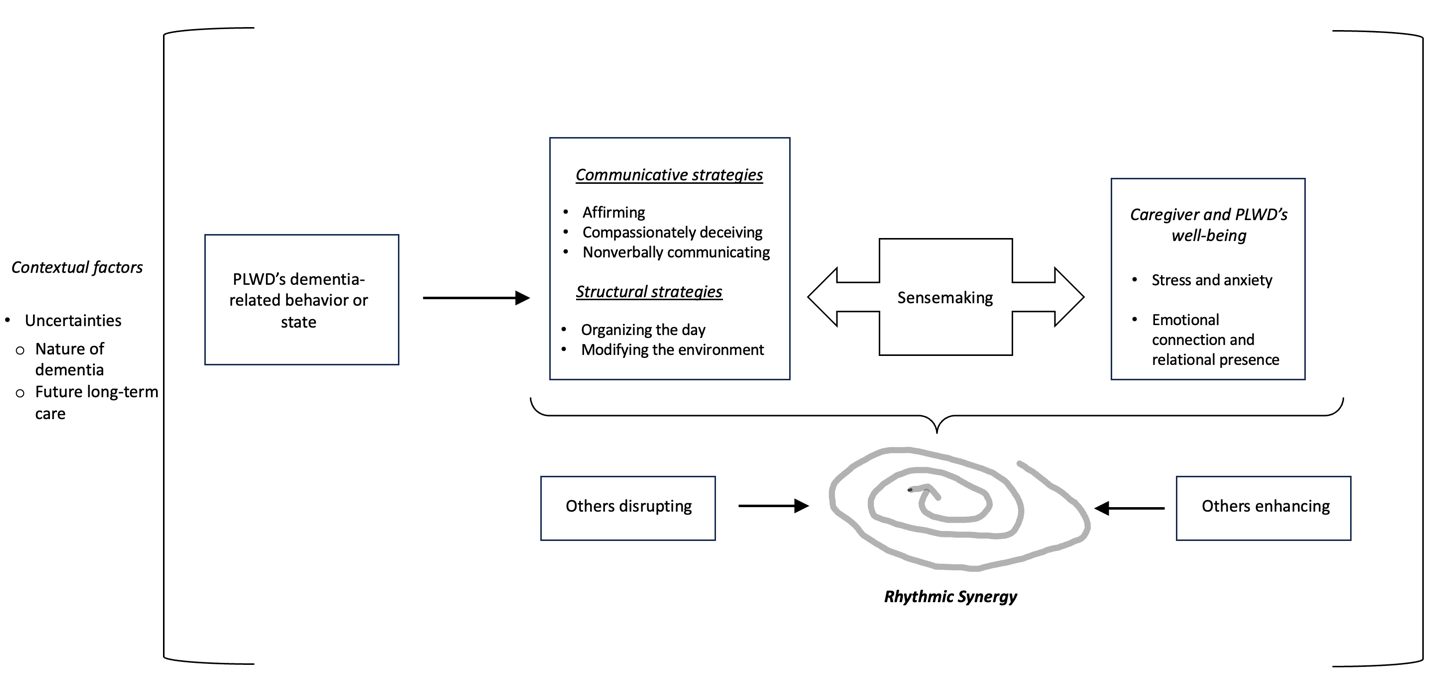 Contextual factors
• Uncertainties
o Nature of
dementia
o Future long-term
care
PLWD's dementia-
related behavior or
state
Communicative strategies
• Affirming
• Compassionately deceiving
• Nonverbally communicating
Structural strategies
• Organizing the day
• Modifying the environment
Sensemaking
Caregiver and PLWD's
well-being
• Stress and anxiety
• Emotional
connection and
relational presence
Others disrupting
Others enhancing
Rhythmic Synergy